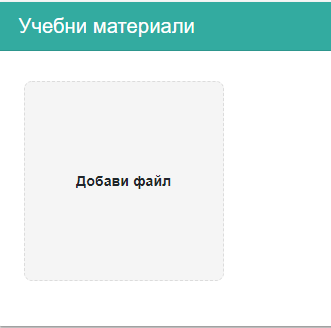 Учебни материали
Добави файл